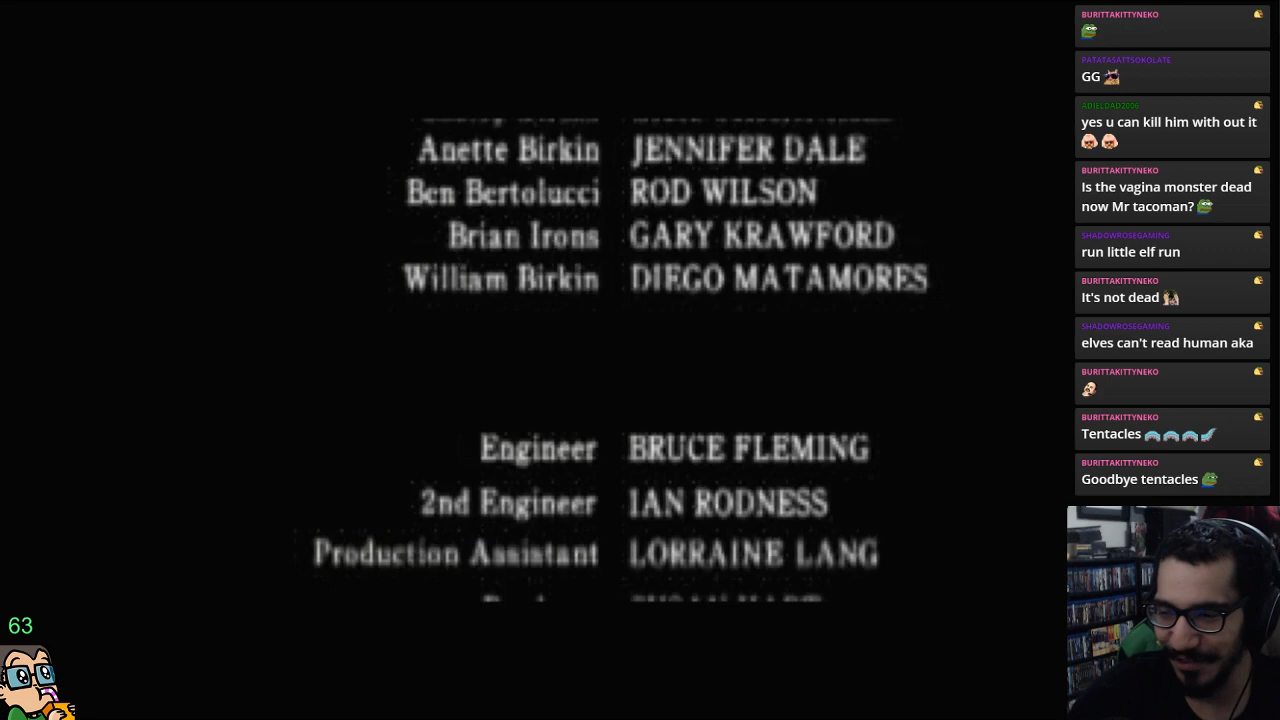 Anette Birkin JENNIFER DALE
Ben Bertolucci ROD WILSON
Brian Irons GARY KRAWFORD
William Birkin DIEGO MATAMORES
Engineer BRUCE FLEMING
2nd Engineer IAN RODNESS
Production Assistant LORRAINE LANG
63
BURITTAKITTYNEKO
PATATASATTSOKOLATE
GG
ADIELDAD2006
yes u can kill him with out it
BURITTAKITTYNEKO
Is the vagina monster dead
now Mr tacoman?
SHADOWROSEGAMING
run little elf run
BURITTAKITTYNEKO
It's not dead
SHADOWROSEGAMING
elves can't read human aka
BURITTAKITTYNEKO
BURITTAKITTYNEKO
Tentacles
BURITTAKITTYNEKO
Goodbye tentacles